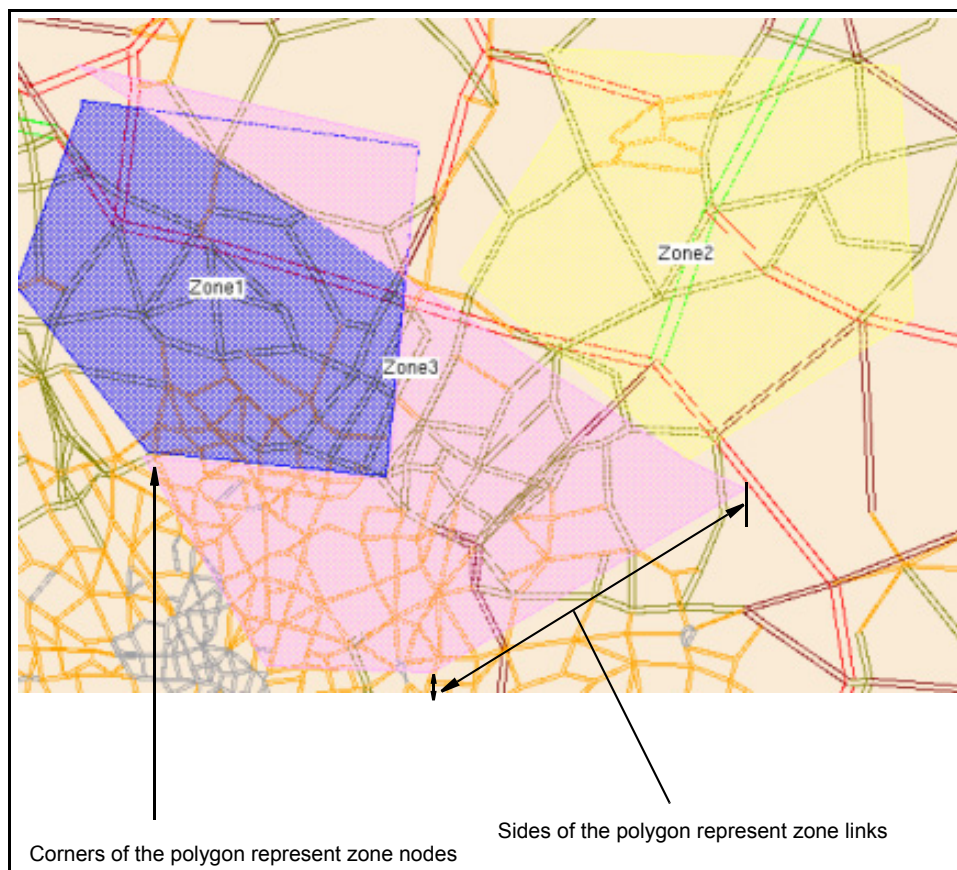 Zone2
Zone1
Zone3
Sides of the polygon represent zone links
Corners of the polygon represent zone nodes